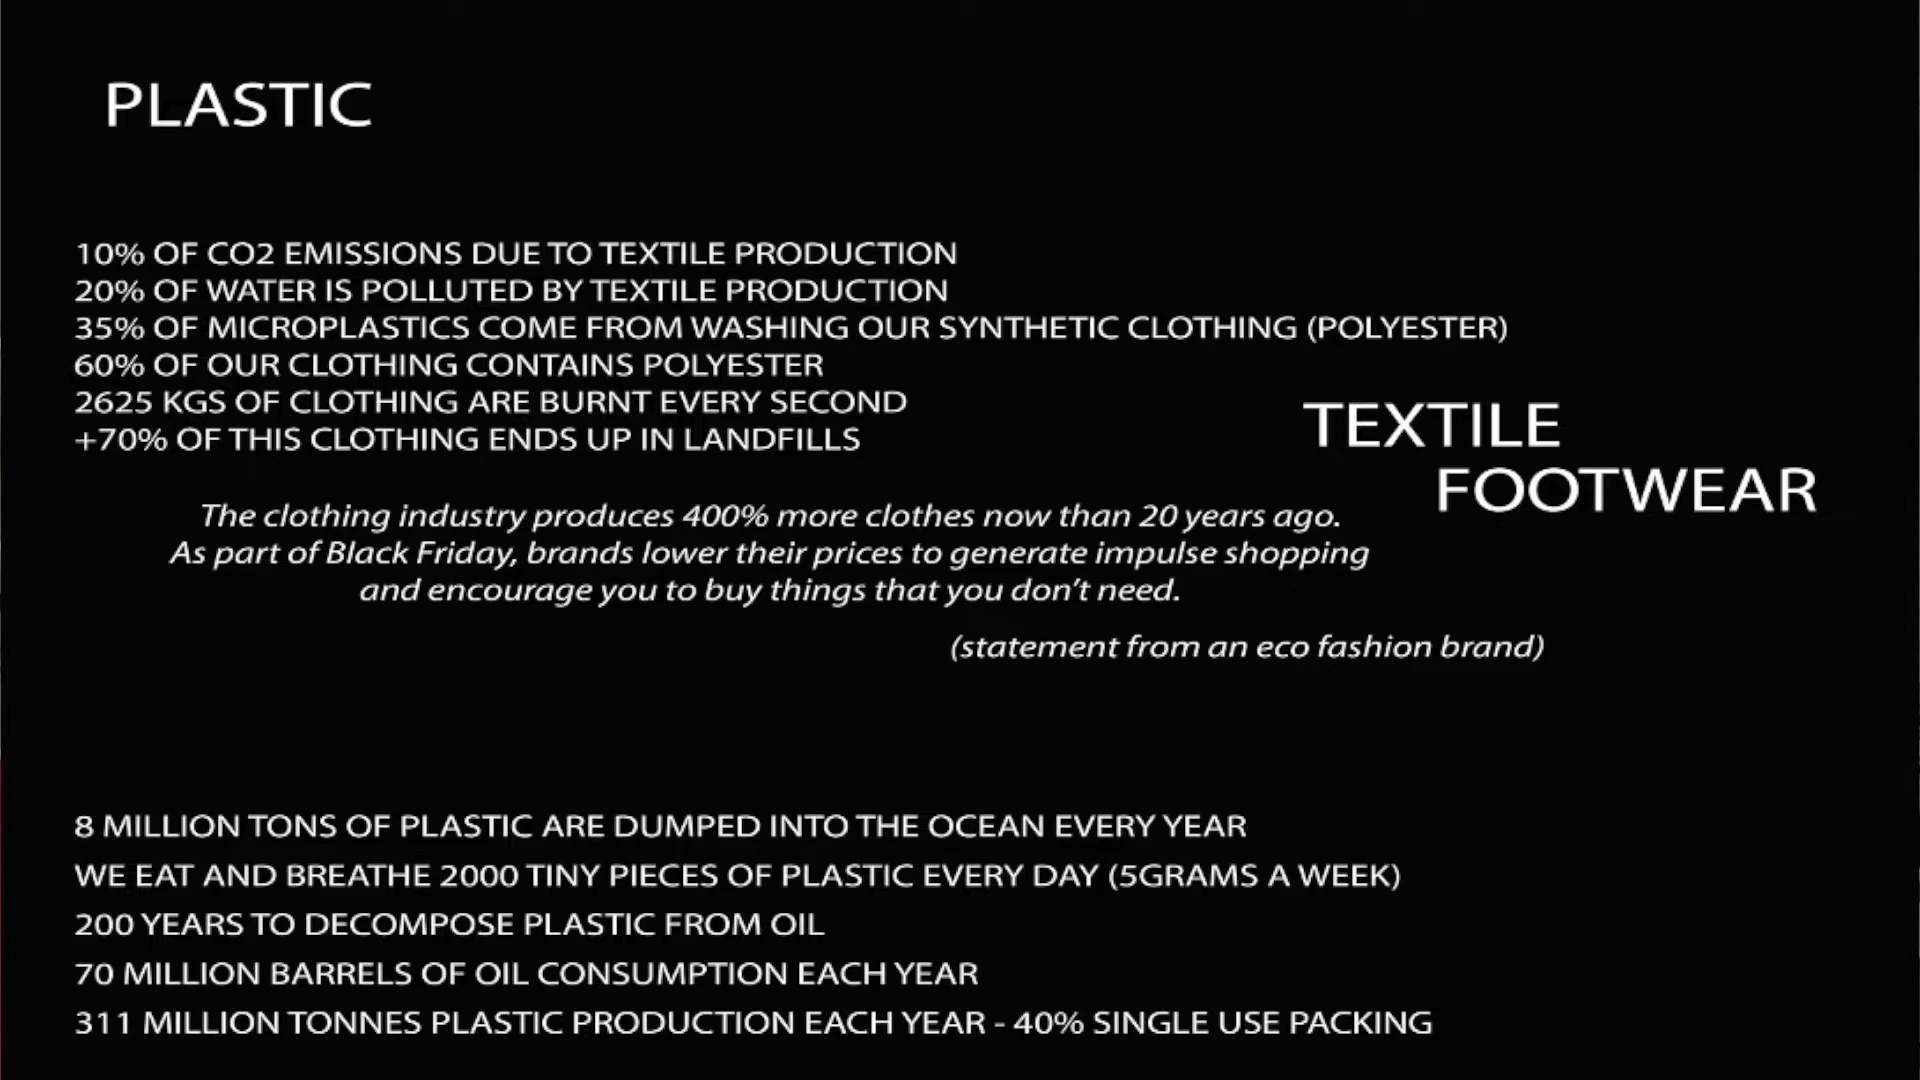 PLASTIC
10% OF CO2 EMISSIONS DUE TO TEXTILE PRODUCTION
20% OF WATER IS POLLUTED BY TEXTILE PRODUCTION
35% OF MICROPLASTICS COME FROM WASHING OUR SYNTHETIC CLOTHING (POLYESTER)
60% OF OUR CLOTHING CONTAINS POLYESTER
2625 KGS OF CLOTHING ARE BURNT EVERY SECOND
+70% OF THIS CLOTHING ENDS UP IN LANDFILLS
TEXTILE
FOOTWEAR
The clothing industry produces 400% more clothes now than 20 years ago.
As part of Black Friday, brands lower their prices to generate impulse shopping
and encourage you to buy things that you don't need.
(statement from an eco fashion brand)
8 MILLION TONS OF PLASTIC ARE DUMPED INTO THE OCEAN EVERY YEAR
WE EAT AND BREATHE 2000 TINY PIECES OF PLASTIC EVERY DAY (5GRAMS A WEEK)
200 YEARS TO DECOMPOSE PLASTIC FROM OIL
70 MILLION BARRELS OF OIL CONSUMPTION EACH YEAR
311 MILLION TONNES PLASTIC PRODUCTION EACH YEAR - 40% SINGLE USE PACKING